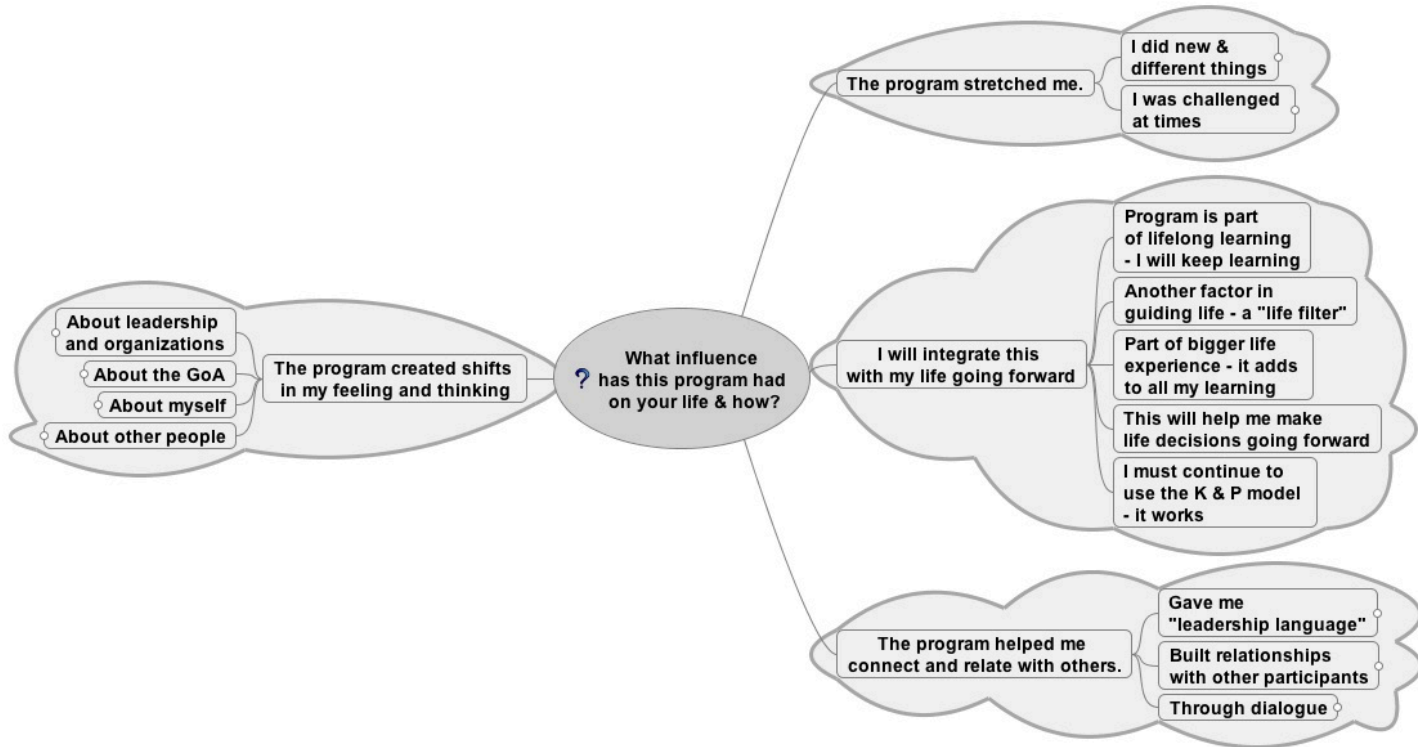 The program stretched me.
I did new &
different things
I was challenged
at times
I will integrate this
with my life going forward
Program is part
of lifelong learning
- I will keep learning
Another factor in
guiding life - a "life filter"
Part of bigger life
experience - it adds
to all my learning
This will help me make
life decisions going forward
I must continue to
use the K & P model
- it works
What influence
? has this program had
on your life & how?
About leadership
and organizations
About the GoA
About myself
About other people
The program created shifts
in my feeling and thinking
The program helped me
connect and relate with others.
Gave me
"leadership language"
Built relationships
with other participants
Through dialogue